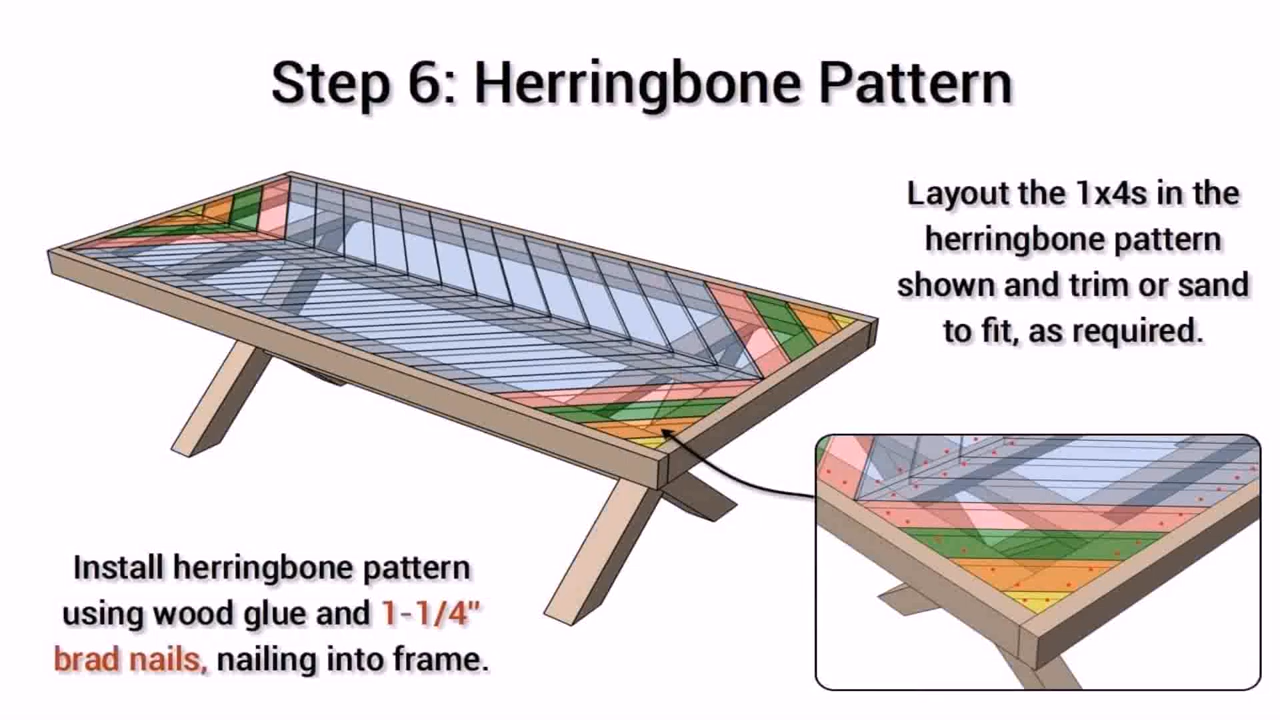 Step 6: Herringbone Pattern
Layout the 1x4s in the
herringbone pattern
shown and trim or sand
to fit, as required.
Install herringbone pattern
using wood glue and 1-1/4"
brad nails, nailing into frame.